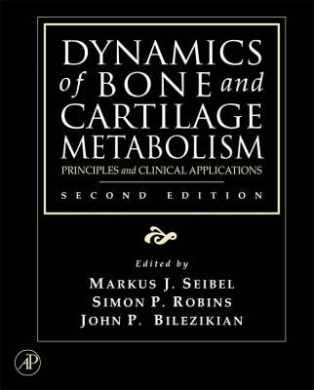 DYNAMICS
of BONE and
CARTILAGE
METABOLISM
PRINCIPLES and CLINICAL APPLICATIONS
SECOND EDITION
Edited by
MARKUS J. SEIBEL
SIMON P. ROBINS
JOHN P. BILEZIKIAN
AP